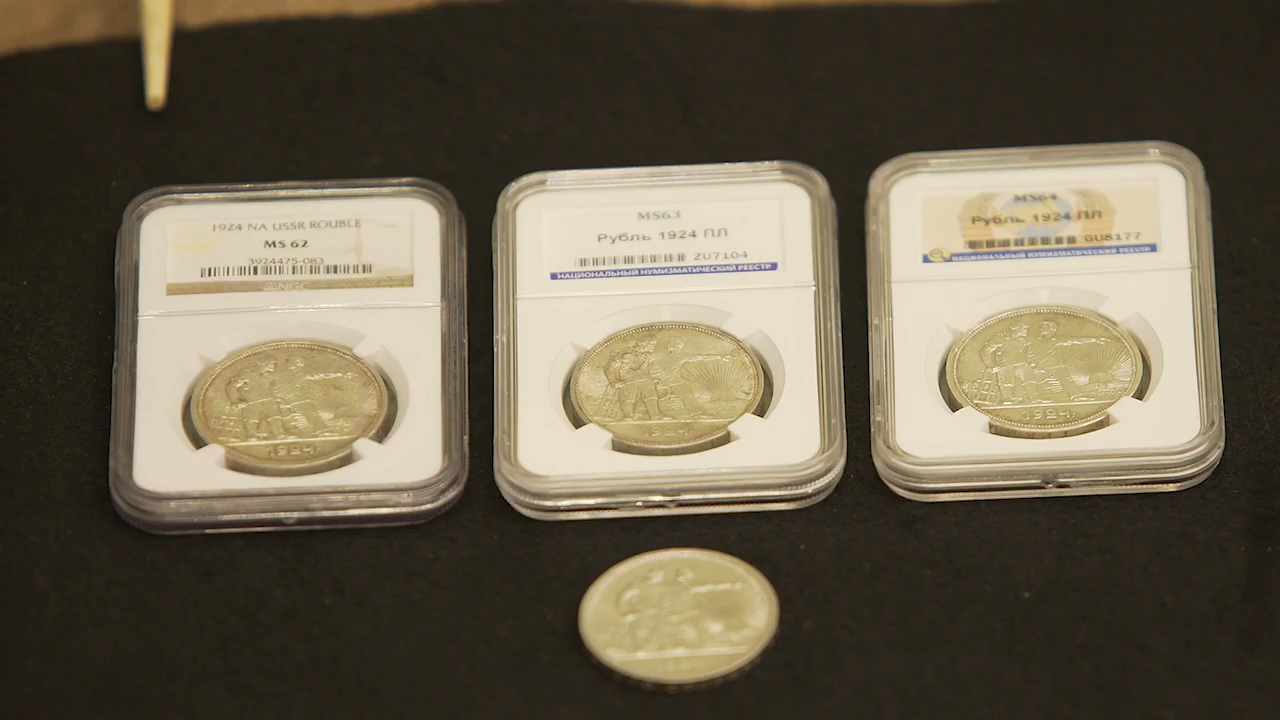 1924 NA USSR ROUBLE
MS 62
3924475-083
NGC
1924
MS63
Рубль 1924 ПЛ
ZU7104
НАЦИОНАЛЬНЫЙ НУМИЗМАТИЧЕСКИЙ РЕЕСТР
1924
MS64
Рубль 1924 ПЛ
GU8177
НАЦИОНАЛЬНЫЙ НУМИЗМАТИЧЕСКИЙ РЕЕСТР
1924